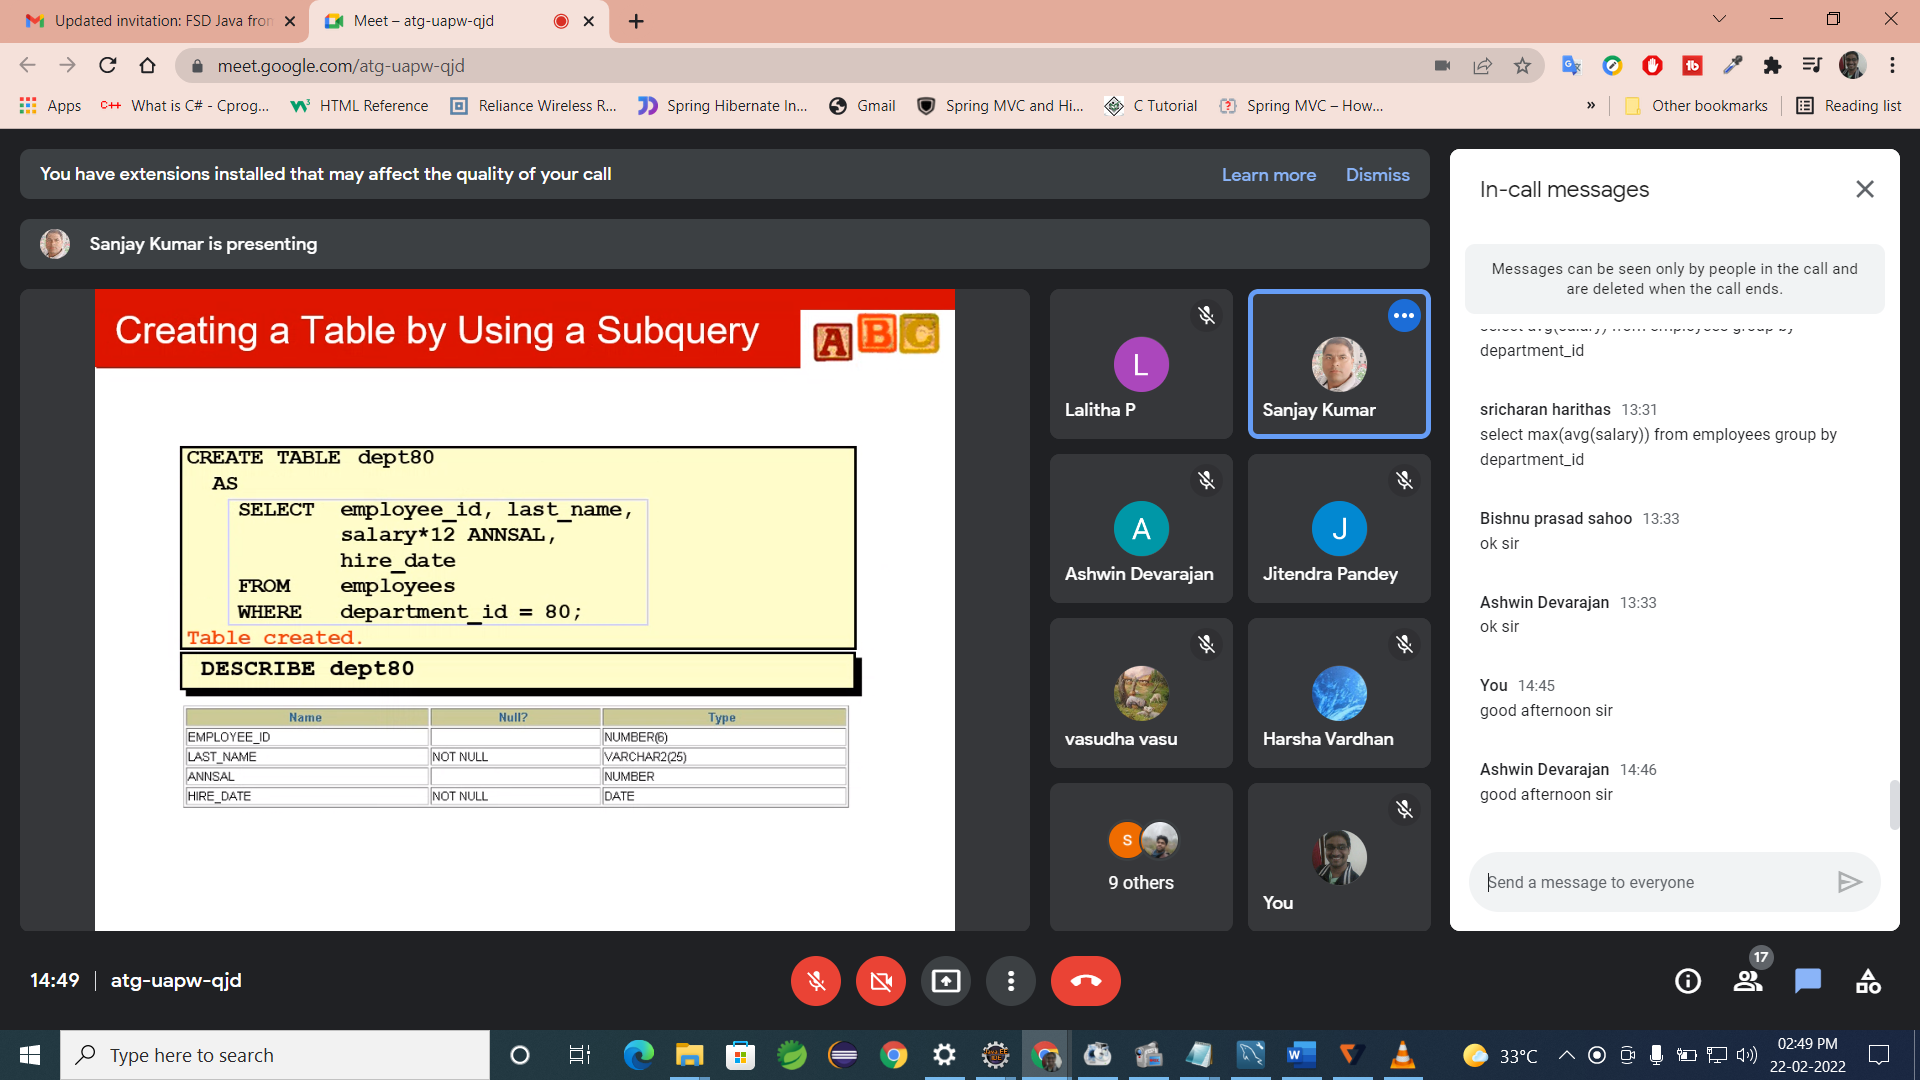 Updated invitation: FSD Java fron
Meet – atg-uapw-qjd
meet.google.com/atg-uapw-qjd
Apps
C++ What is C# - Cprog...
HTML Reference
Reliance Wireless R...
Spring Hibernate In...
Gmail
Spring MVC and Hi...
C Tutorial
Spring MVC – How...
»
Other bookmarks
Reading list
You have extensions installed that may affect the quality of your call
Learn more
Dismiss
Sanjay Kumar is presenting
Creating a Table by Using a Subquery
A B C
CREATE TABLE dept80
AS
SELECT employee_id, last_name,
salary*12 ANNSAL,
hire_date
FROM employees
WHERE department_id = 80;
Table created.
DESCRIBE dept80
Name Null? Type
EMPLOYEE_ID NUMBER(6)
LAST_NAME NOT NULL VARCHAR2(25)
ANNSAL NUMBER
HIRE_DATE NOT NULL DATE
L
Lalitha P
Sanjay Kumar
A
Ashwin Devarajan
J
Jitendra Pandey
vasudha vasu
Harsha Vardhan
S
9 others
You
In-call messages
Messages can be seen only by people in the call and
are deleted when the call ends.
select avg(salary) from employees group by
department_id
sricharan harithas 13:31
select max(avg(salary)) from employees group by
department_id
Bishnu prasad sahoo 13:33
ok sir
Ashwin Devarajan 13:33
ok sir
You 14:45
good afternoon sir
Ashwin Devarajan 14:46
good afternoon sir
Send a message to everyone
14:49 | atg-uapw-qjd
17
Type here to search
33°C
02:49 PM
22-02-2022